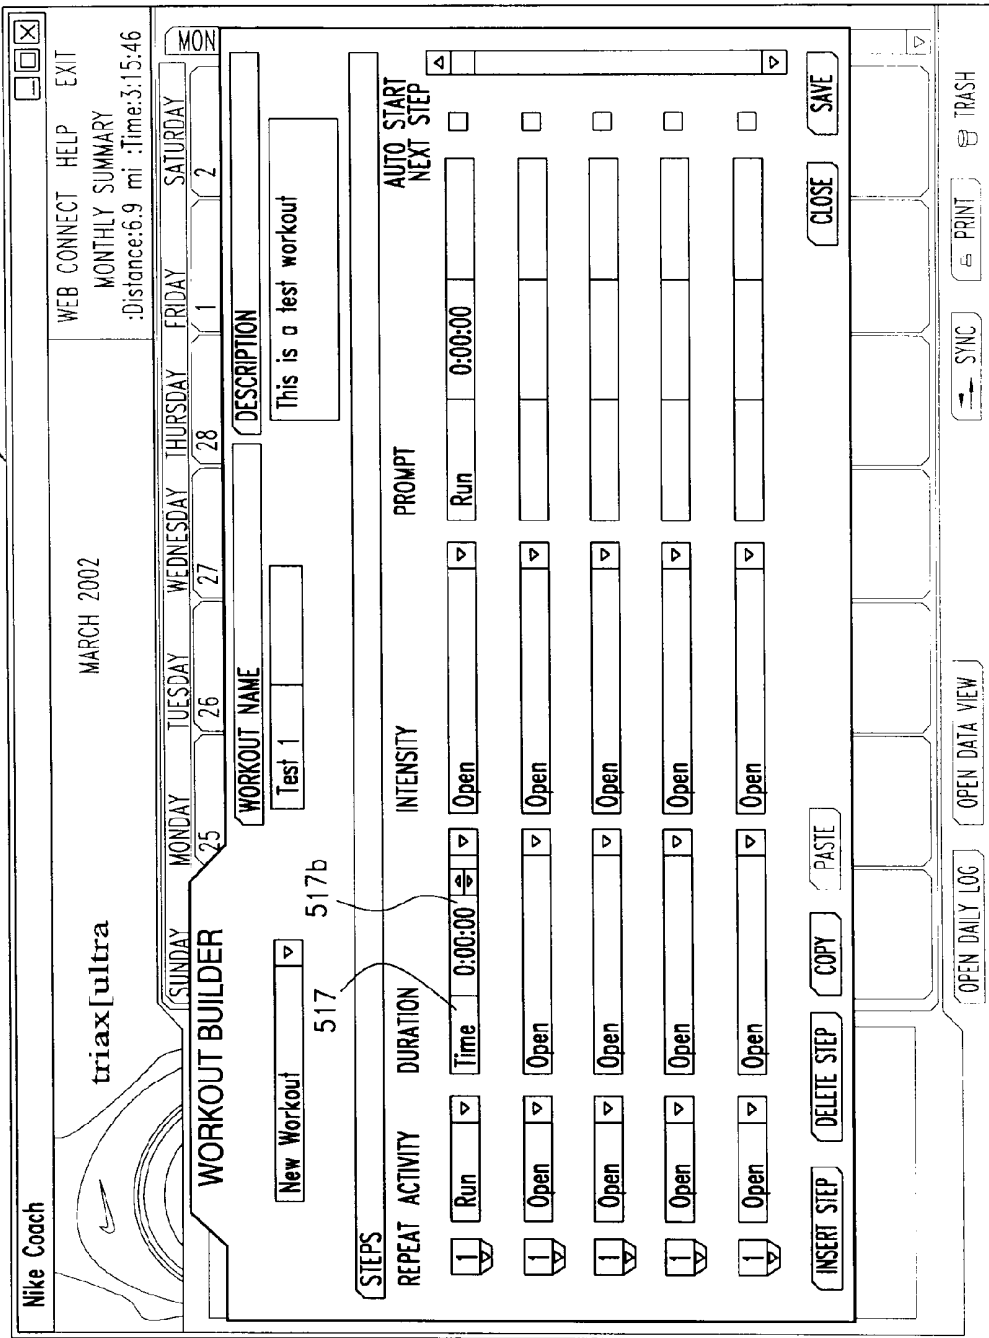 Nike Coach
WEB CONNECT HELP EXIT
triax[ultra
MARCH 2002
MONTHLY SUMMARY
:Distance:6.9 mi :Time:3:15:46
SUNDAY MONDAY TUESDAY WEDNESDAY THURSDAY FRIDAY SATURDAY
MON
25 26 27 28 1 2
WORKOUT BUILDER
WORKOUT NAME DESCRIPTION
New Workout Test 1 This is a test workout
517 517b
STEPS
REPEAT ACTIVITY DURATION INTENSITY PROMPT AUTO START NEXT STEP
1 Run Time 0:00:00 Open Run 0:00:00
1 Open Open Open
1 Open Open Open
1 Open Open Open
1 Open Open Open
INSERT STEP DELETE STEP COPY PASTE CLOSE SAVE
OPEN DAILY LOG OPEN DATA VIEW SYNC PRINT TRASH